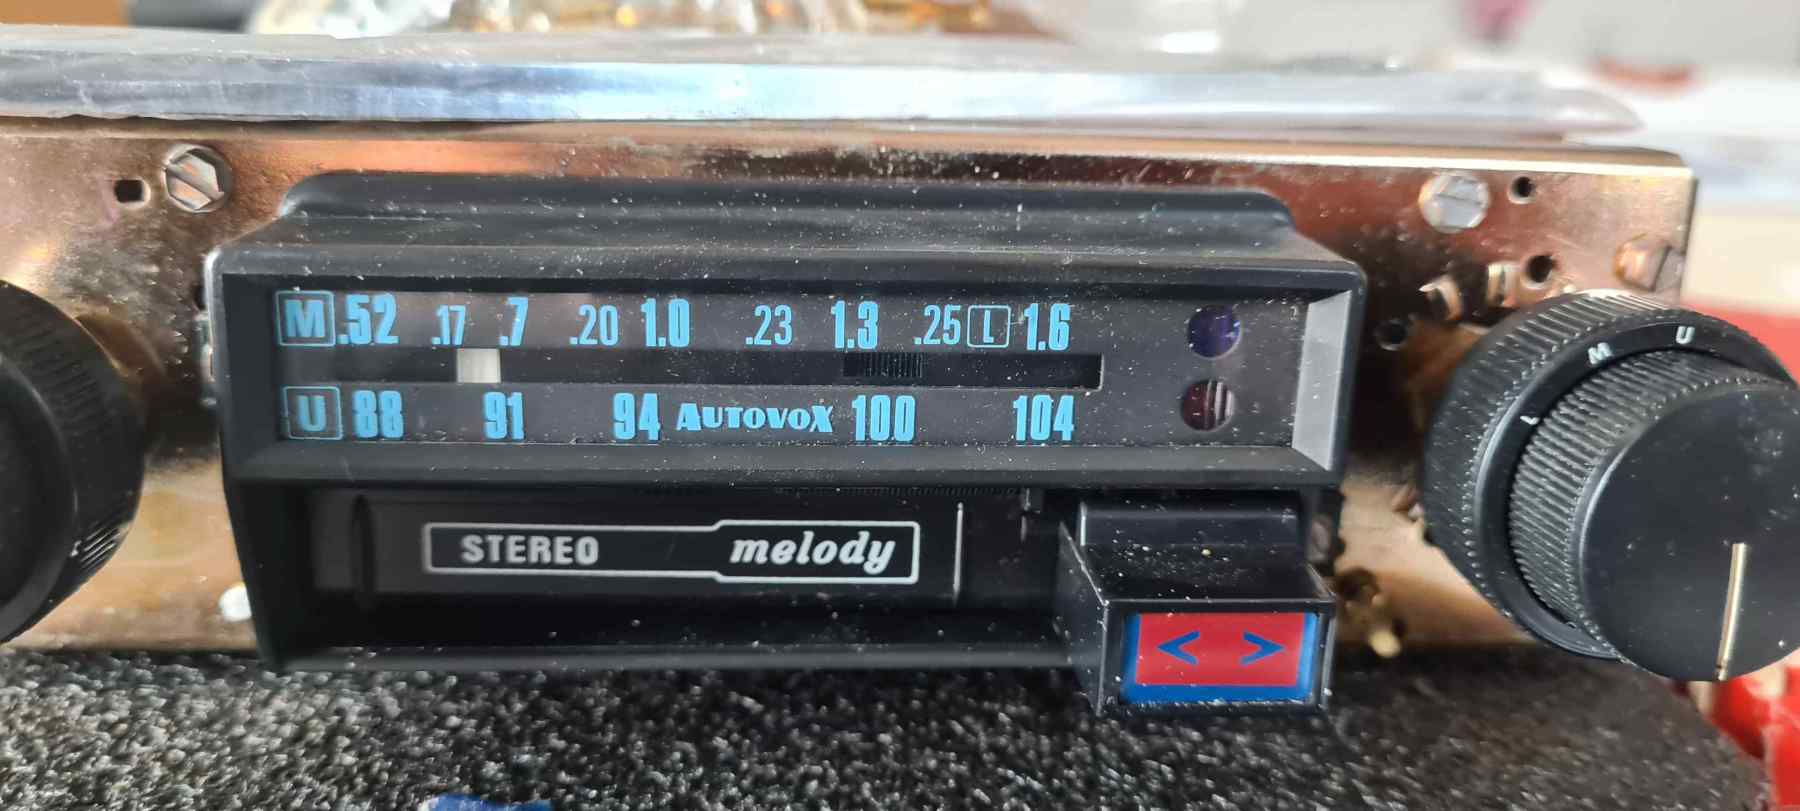 M .52 .17 .7 .20 1.0 .23 1.3 .25 L 1.6
U 88 91 94 AUTOVOX 100 104
STEREO melody
< >
L M U